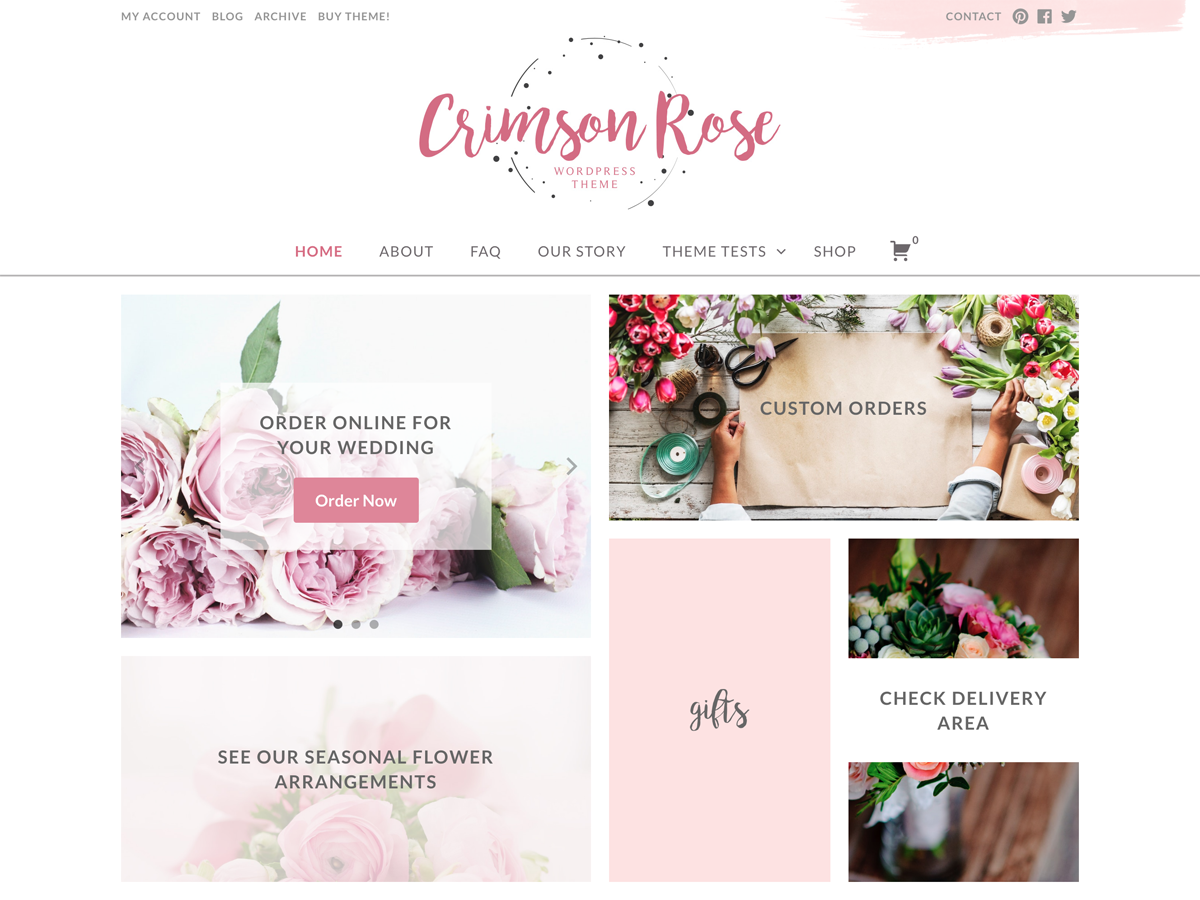 MY ACCOUNT BLOG ARCHIVE BUY THEME!
CONTACT
Crimson Rose
WORDPRESS
THEME
HOME ABOUT FAQ OUR STORY THEME TESTS SHOP 0
ORDER ONLINE FOR
YOUR WEDDING
Order Now
CUSTOM ORDERS
SEE OUR SEASONAL FLOWER
ARRANGEMENTS
gifts
CHECK DELIVERY
AREA